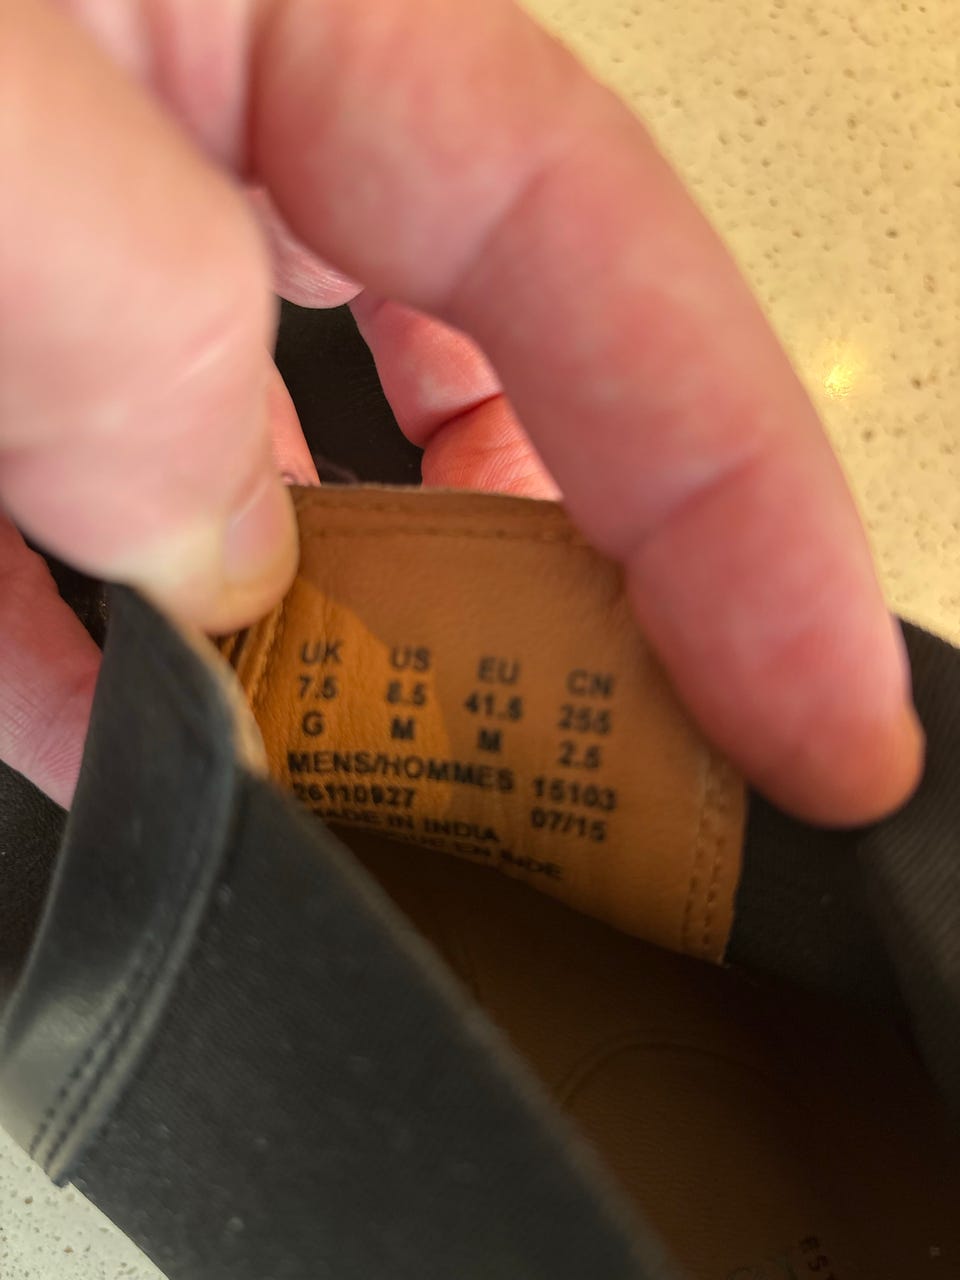 UK US EU CN
7.5 8.5 41.5 255
G M M 2.5
MENS/HOMMES 15103
26110927 07/15
MADE IN INDIA
EN